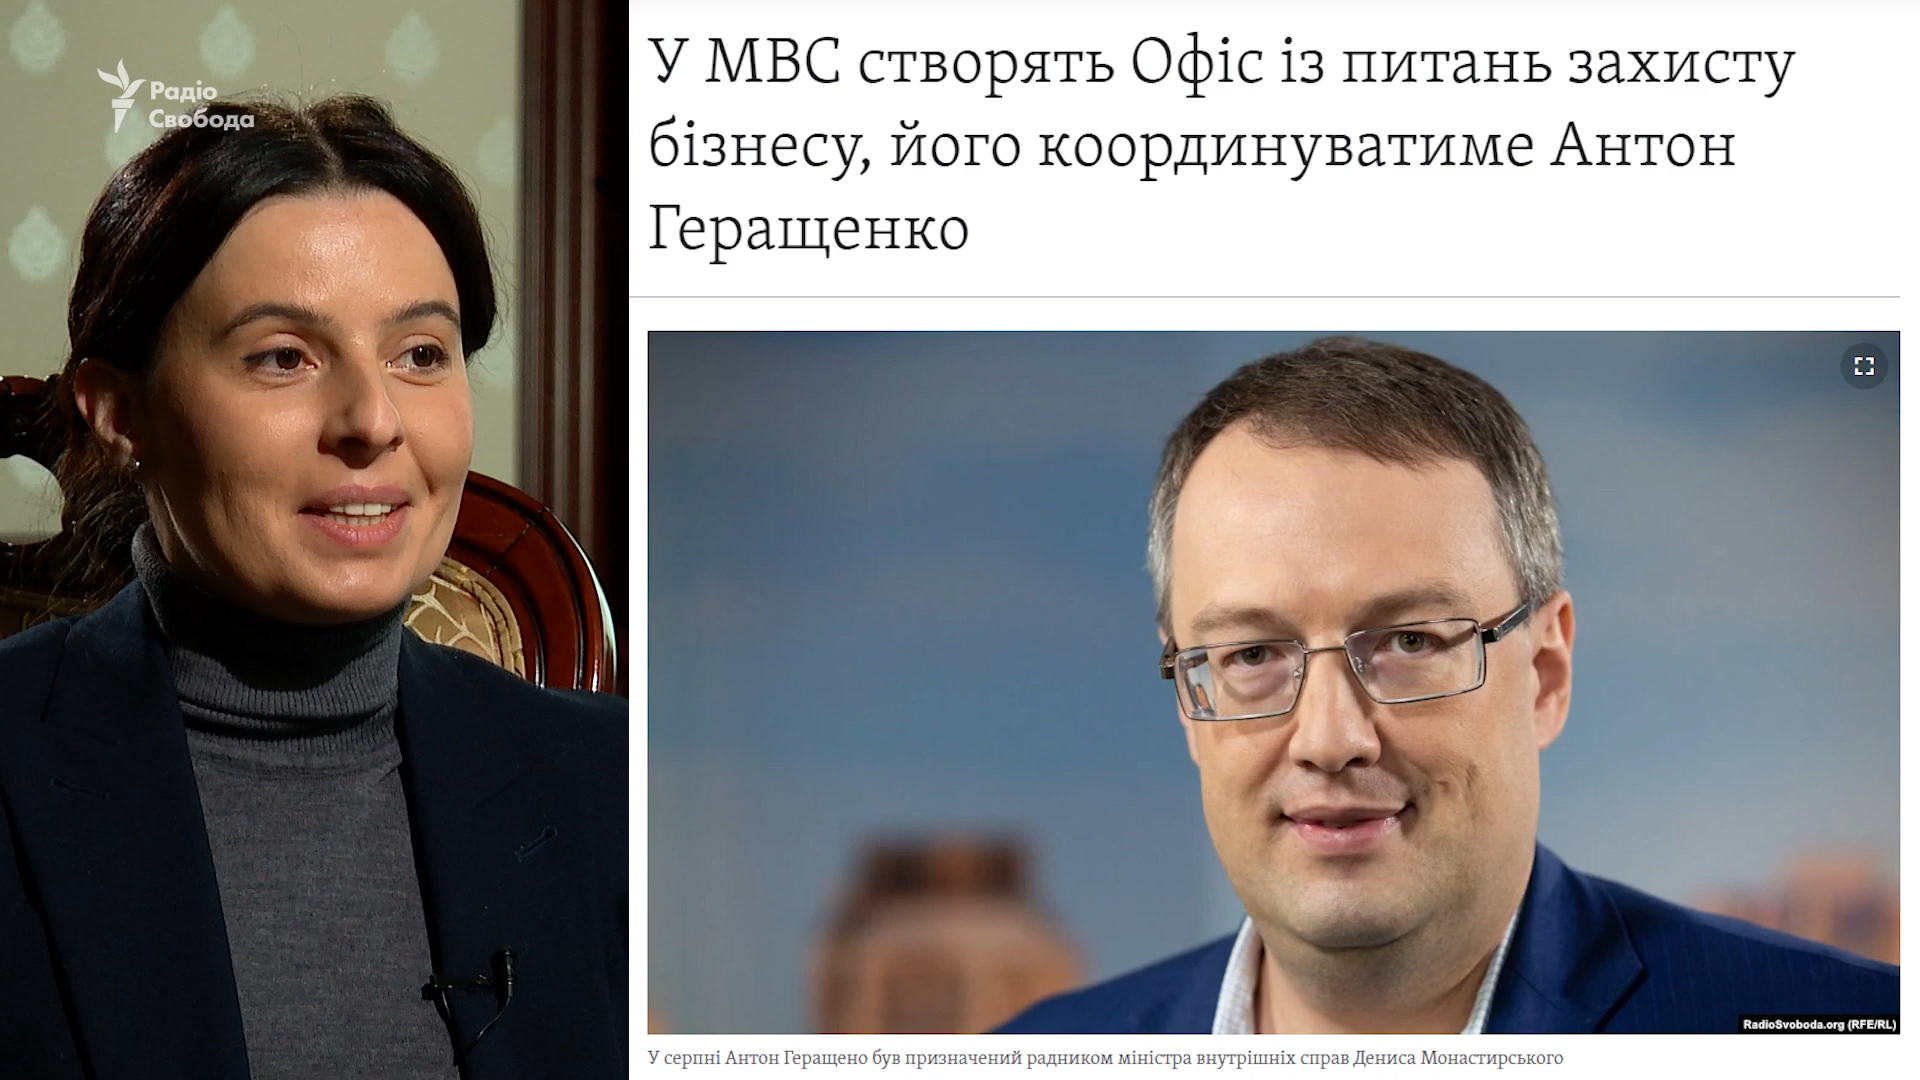 Радіо
Свобода
У МВС створять Офіс із питань захисту
бізнесу, його координуватиме Антон
Геращенко
RadioSvoboda.org (RFE/RL)
У серпні Антон Геращено був призначений радником міністра внутрішніх справ Дениса Монастирського